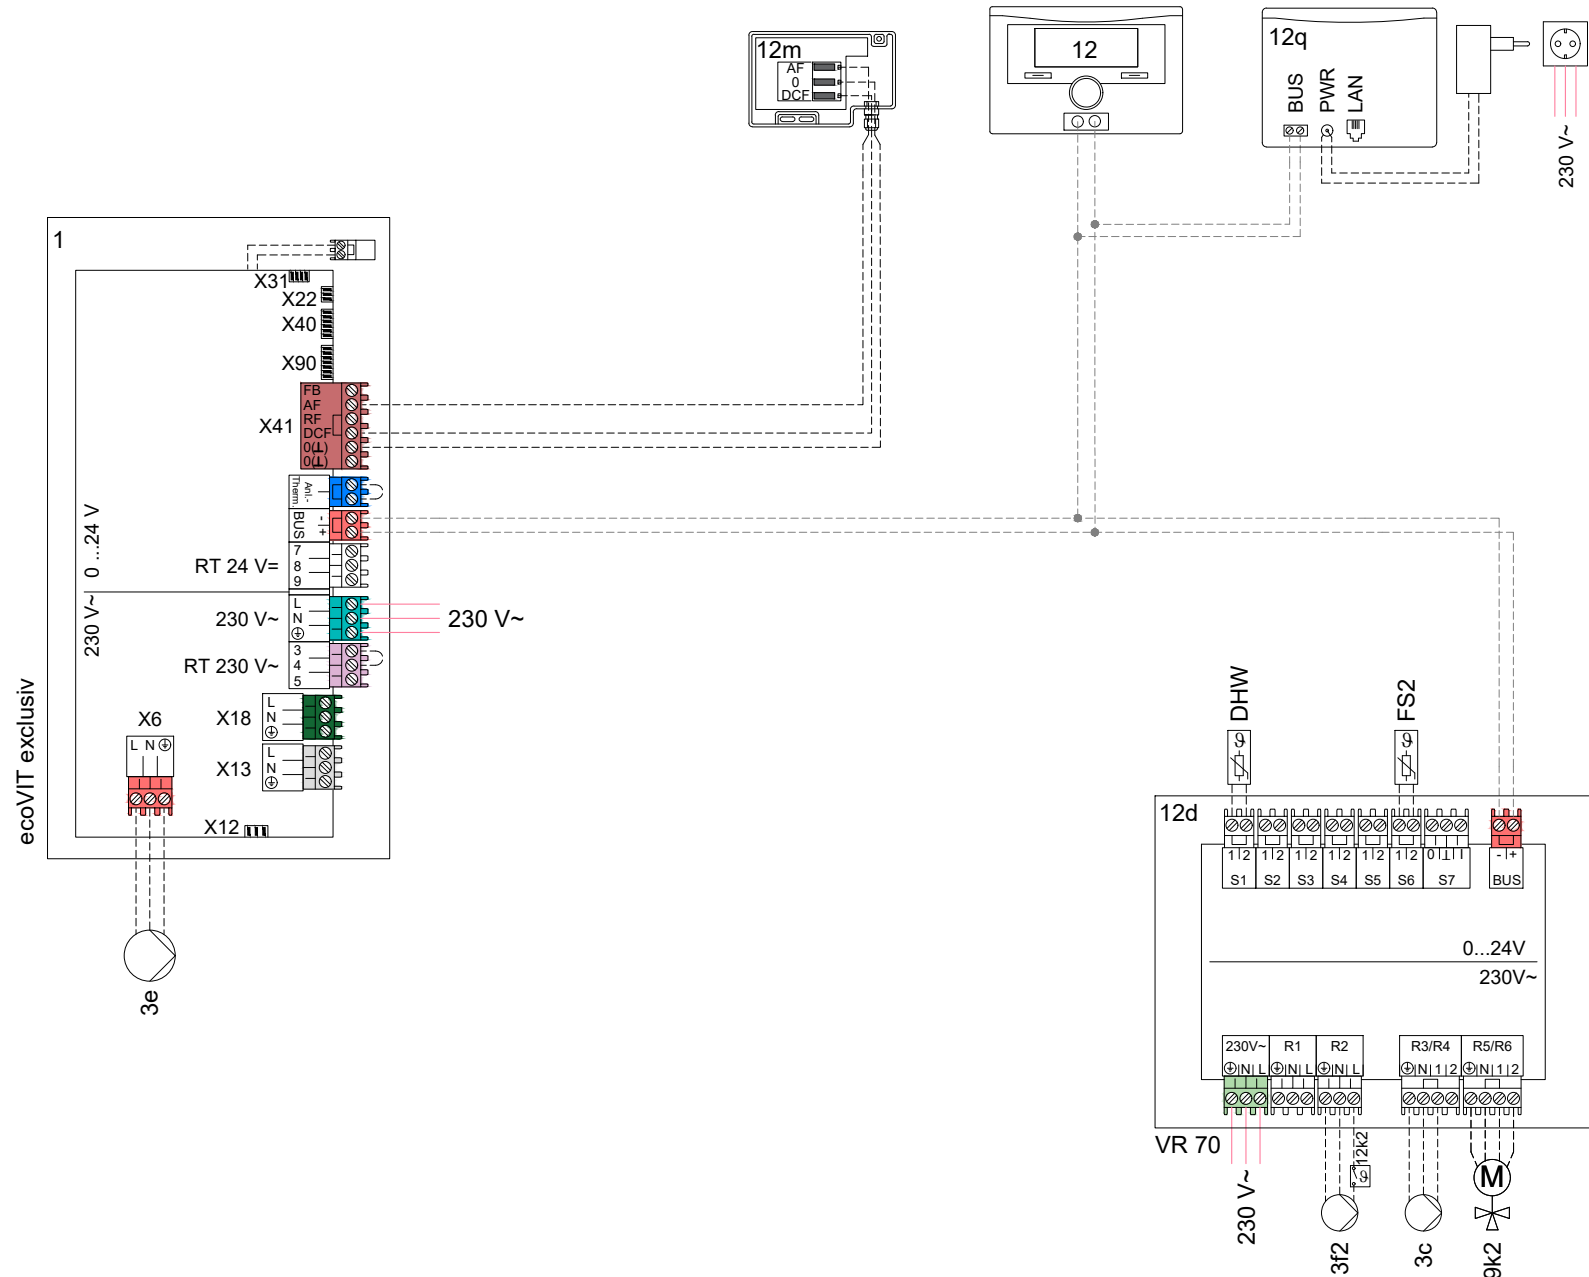 12m
AF
0
DCF
12
12q
BUS
PWR
LAN
230 V~
1
X31
X22
X40
X90
X41
FB
AF
RF
DCF
0(⊥)
0(⊥)
Anl.-
Therm.
BUS
-
+
RT 24 V=
7
8
9
0 ...24 V
230 V~
230 V~
L
N
230 V~
RT 230 V~
3
4
5
X18
L
N
X13
L
N
X6
L N
X12
ecoVIT exclusiv
3e
DHW
FS2
12d
1|2
1|2
1|2
1|2
1|2
1|2
0
- | +
S1
S2
S3
S4
S5
S6
S7
BUS
0...24V
230V~
230V~
R1
R2
R3/R4
R5/R6
|N|L
|N|L
|N|L
|N|1|2
|N|1|2
VR 70
230 V~
12k2
3f2
3c
M
9k2